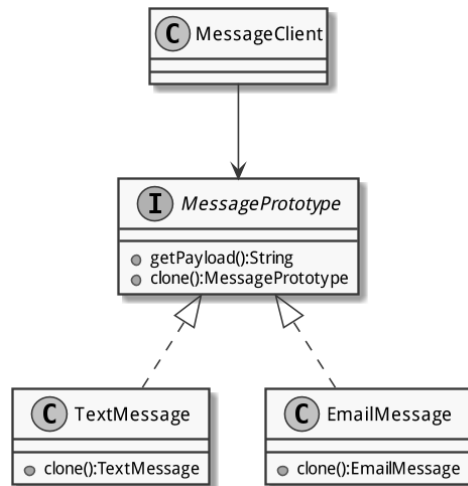 C MessageClient
I MessagePrototype
getPayload():String
clone():MessagePrototype
C TextMessage
clone():TextMessage
C EmailMessage
clone():EmailMessage